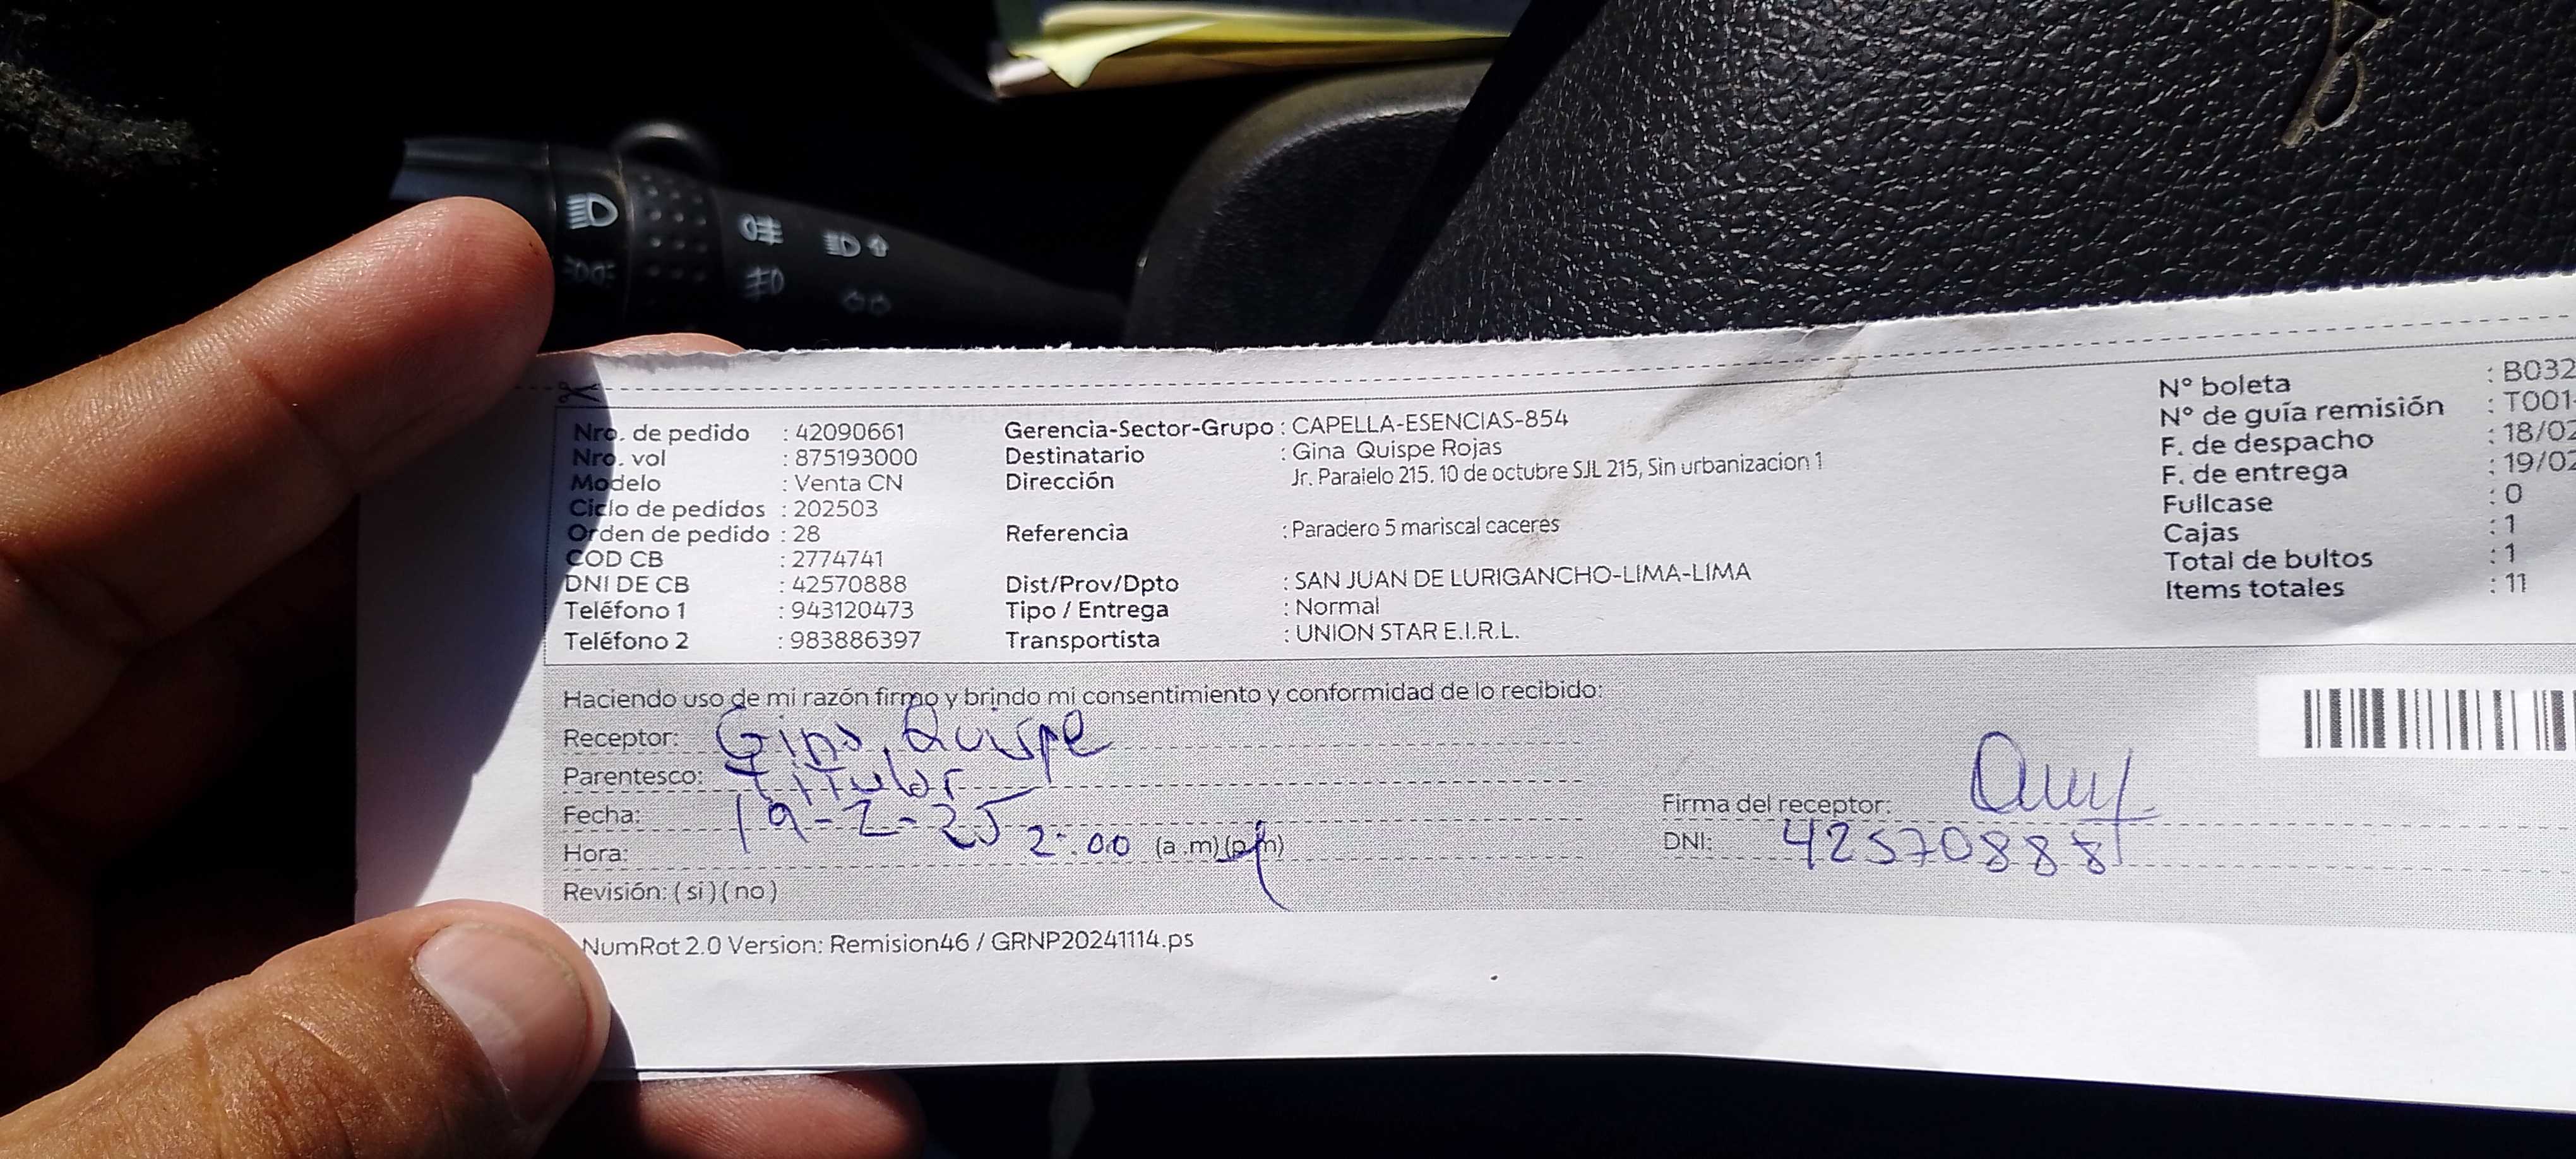 Nro. de pedido : 42090661
Nro. vol : 875193000
Modelo : Venta CN
Ciclo de pedidos : 202503
Orden de pedido : 28
COD CB : 2774741
DNI DE CB : 42570888
Teléfono 1 : 943120473
Teléfono 2 : 983886397
Gerencia-Sector-Grupo : CAPELLA-ESENCIAS-854
Destinatario : Gina Quispe Rojas
Dirección Jr. Paralelo 215. 10 de octubre SJL 215, Sin urbanizacion 1
Referencia : Paradero 5 mariscal caceres
Dist/Prov/Dpto : SAN JUAN DE LURIGANCHO-LIMA-LIMA
Tipo / Entrega : Normal
Transportista : UNION STAR E.I.R.L.
N° boleta : B032
N° de guía remisión : T001-
F. de despacho : 18/02
F. de entrega : 19/02
Fullcase : 0
Cajas : 1
Total de bultos : 1
Items totales : 11
Haciendo uso de mi razón firmo y brindo mi consentimiento y conformidad de lo recibido:
Receptor: Gina Quispe
Parentesco: Titular
Fecha: 19-2-25
Hora: 2:00 (a.m)(p.m)
Revisión: (si)(no)
Firma del receptor:
DNI: 42570888
NumRot 2.0 Version: Remision46 / GRNP20241114.ps